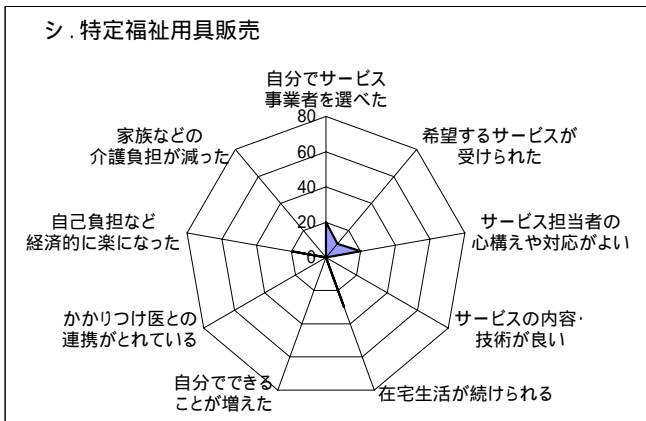 シ．特定福祉用具販売
自分でサービス
事業者を選べた
80
60
40
20
0
希望するサービスが
受けられた
サービス担当者の
心構えや対応がよい
サービスの内容・
技術が良い
在宅生活が続けられる
自分でできる
ことが増えた
かかりつけ医との
連携がとれている
自己負担など
経済的に楽になった
家族などの
介護負担が減った